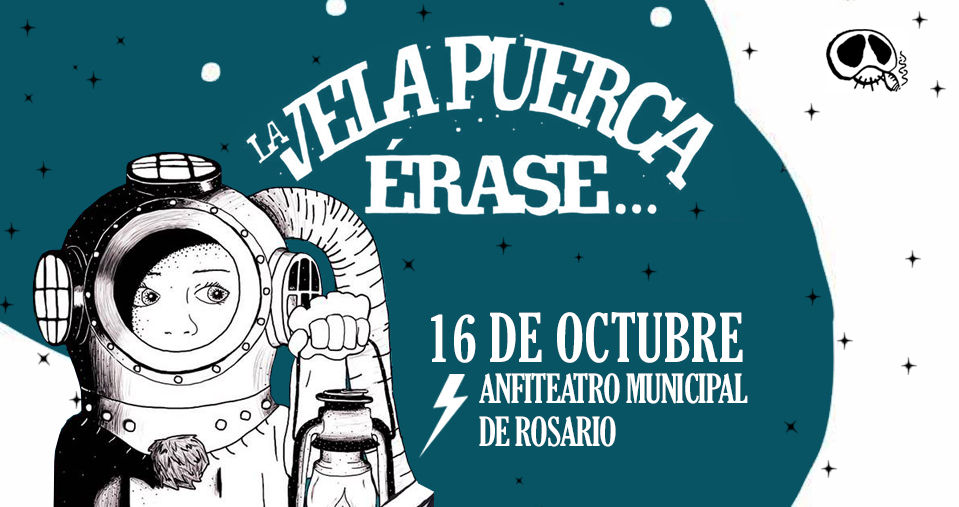 LA VELA PUERCA
ÉRASE...
16 DE OCTUBRE
ANFITEATRO MUNICIPAL
DE ROSARIO